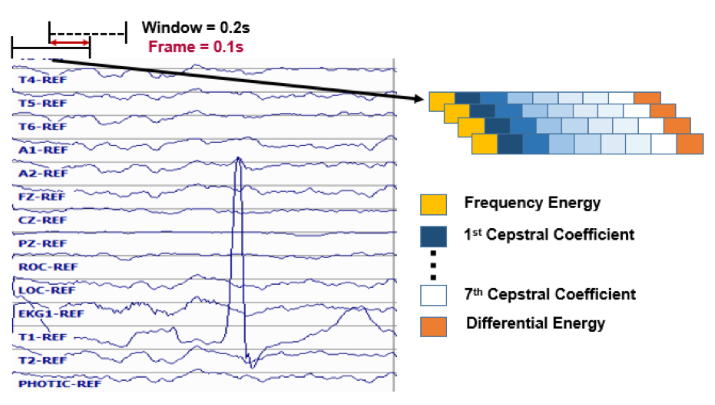 Window = 0.2s
Frame = 0.1s
T4-REF
T5-REF
T6-REF
A1-REF
A2-REF
FZ-REF
CZ-REF
PZ-REF
ROC-REF
LOC-REF
EKG1-REF
T1-REF
T2-REF
PHOTIC-REF
Frequency Energy
1st Cepstral Coefficient
7th Cepstral Coefficient
Differential Energy